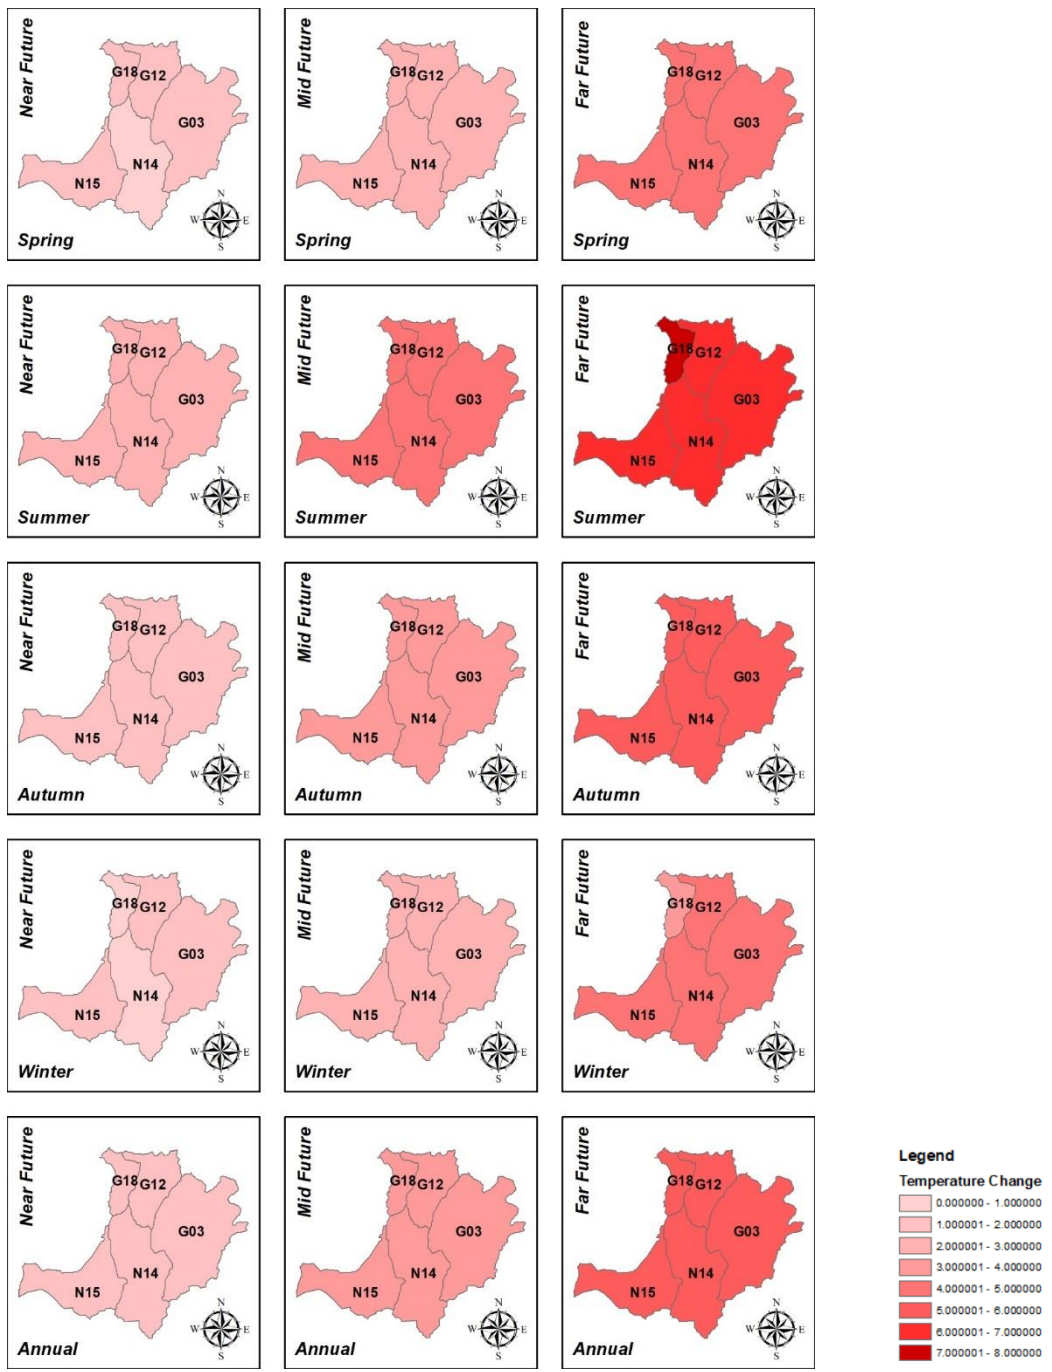 Near Future
G18
G12
G03
N14
N15
N
W
E
S
Spring
Mid Future
G18
G12
G03
N14
N15
N
W
E
S
Spring
Far Future
G18
G12
G03
N14
N15
N
W
E
S
Spring
Near Future
G18
G12
G03
N14
N15
N
W
E
S
Summer
Mid Future
G18
G12
G03
N14
N15
N
W
E
S
Summer
Far Future
G18
G12
G03
N14
N15
N
W
E
S
Summer
Near Future
G18
G12
G03
N14
N15
N
W
E
S
Autumn
Mid Future
G18
G12
G03
N14
N15
N
W
E
S
Autumn
Far Future
G18
G12
G03
N14
N15
N
W
E
S
Autumn
Near Future
G18
G12
G03
N14
N15
N
W
E
S
Winter
Mid Future
G18
G12
G03
N14
N15
N
W
E
S
Winter
Far Future
G18
G12
G03
N14
N15
N
W
E
S
Winter
Near Future
G18
G12
G03
N14
N15
N
W
E
S
Annual
Mid Future
G18
G12
G03
N14
N15
N
W
E
S
Annual
Far Future
G18
G12
G03
N14
N15
N
W
E
S
Annual
Legend
Temperature Change
0.000000 - 1.000000
1.000001 - 2.000000
2.000001 - 3.000000
3.000001 - 4.000000
4.000001 - 5.000000
5.000001 - 6.000000
6.000001 - 7.000000
7.000001 - 8.000000